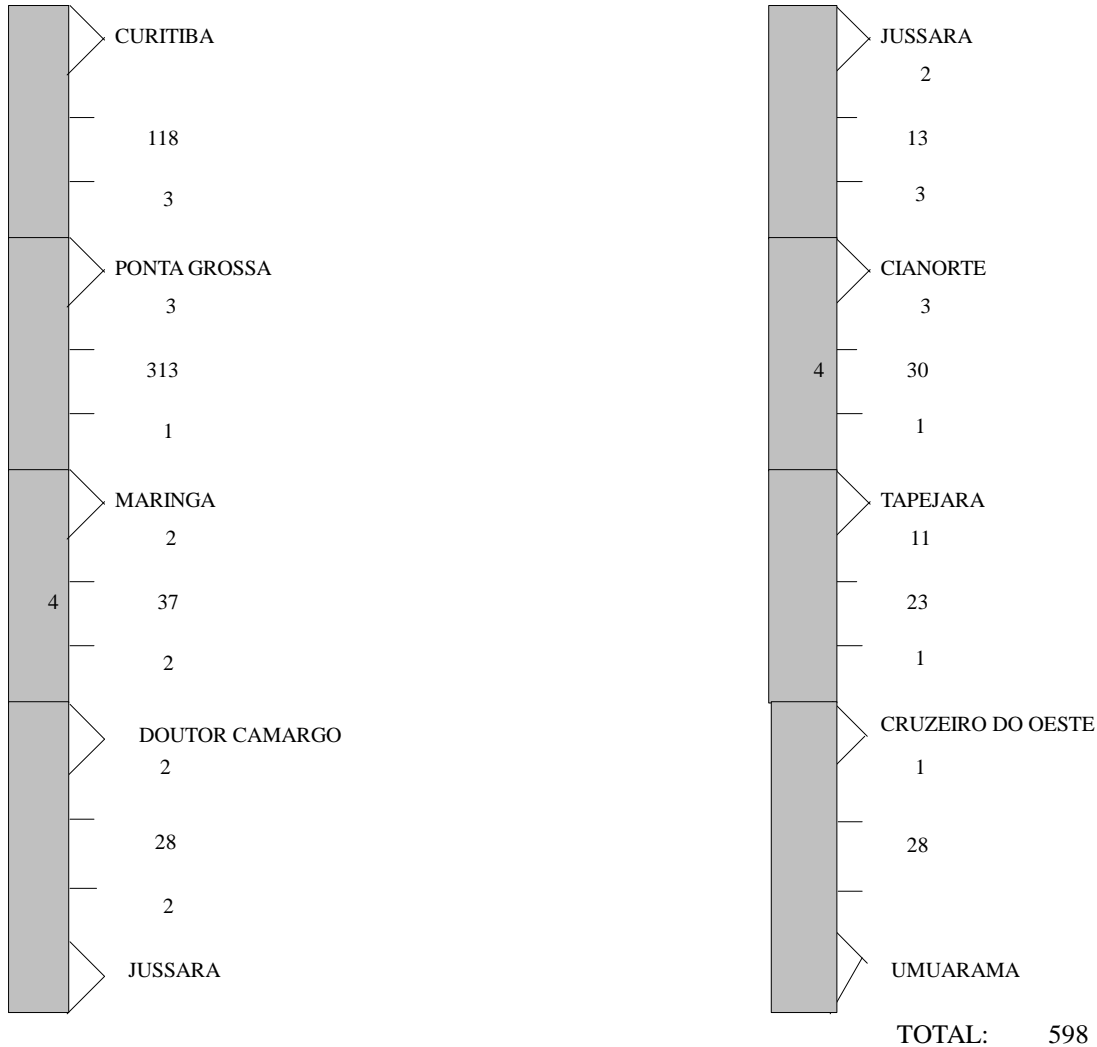 CURITIBA
118
3
PONTA GROSSA
3
313
1
MARINGA
2
4 37
2
DOUTOR CAMARGO
2
28
2
JUSSARA
JUSSARA
2
13
3
CIANORTE
3
4 30
1
TAPEJARA
11
23
1
CRUZEIRO DO OESTE
1
28
UMUARAMA
TOTAL: 598